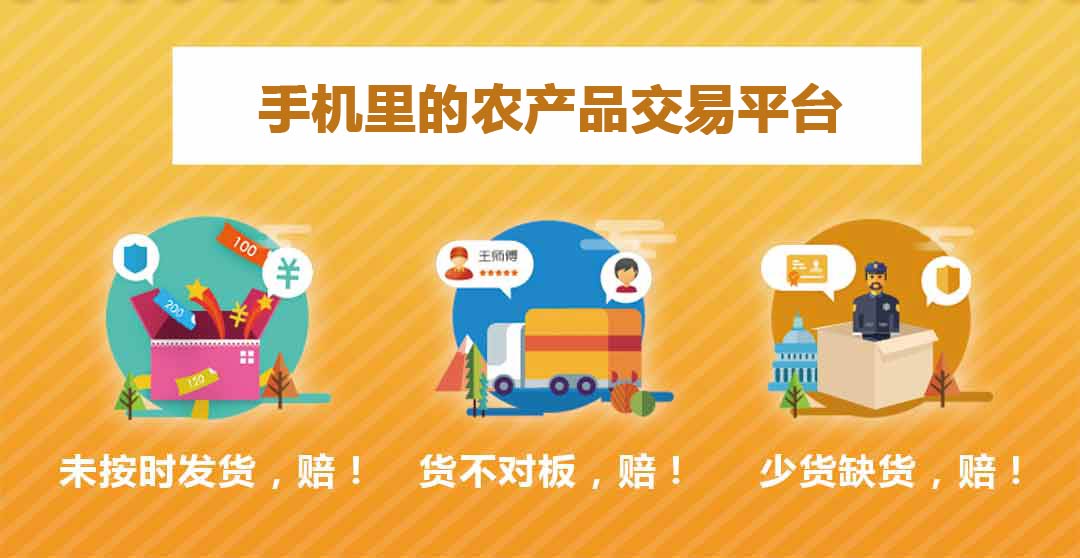 手机里的农产品交易平台
100
¥
200
¥
120
王师傅
未按时发货，赔！
货不对板，赔！
少货缺货，赔！